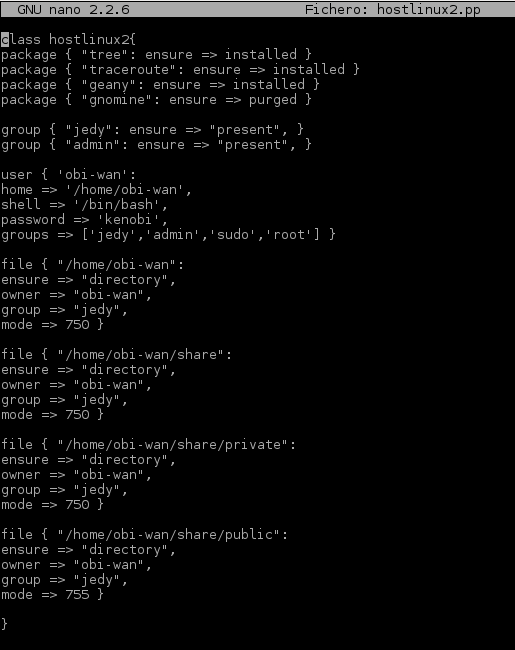 GNU nano 2.2.6 Fichero: hostlinux2.pp
class hostlinux2{
package { "tree": ensure => installed }
package { "traceroute": ensure => installed }
package { "geany": ensure => installed }
package { "gnomine": ensure => purged }
group { "jedy": ensure => "present", }
group { "admin": ensure => "present", }
user { 'obi-wan':
home => '/home/obi-wan',
shell => '/bin/bash',
password => 'kenobi',
groups => ['jedy','admin','sudo','root'] }
file { "/home/obi-wan":
ensure => "directory",
owner => "obi-wan",
group => "jedy",
mode => 750 }
file { "/home/obi-wan/share":
ensure => "directory",
owner => "obi-wan",
group => "jedy",
mode => 750 }
file { "/home/obi-wan/share/private":
ensure => "directory",
owner => "obi-wan",
group => "jedy",
mode => 750 }
file { "/home/obi-wan/share/public":
ensure => "directory",
owner => "obi-wan",
group => "jedy",
mode => 755 }
}